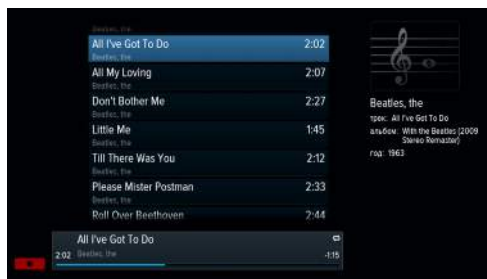 Beatles, the
All I've Got To Do 2:02
Beatles, the
All My Loving 2:07
Beatles, the
Don't Bother Me 2:27
Beatles, the
Little Me 1:45
Beatles, the
Till There Was You 2:12
Beatles, the
Please Mister Postman 2:33
Beatles, the
Roll Over Beethoven 2:44
Beatles, the
трек: All I've Got To Do
альбом: With the Beatles (2009
Stereo Remaster)
год: 1963
All I've Got To Do
2:02 Beatles, the -1:15